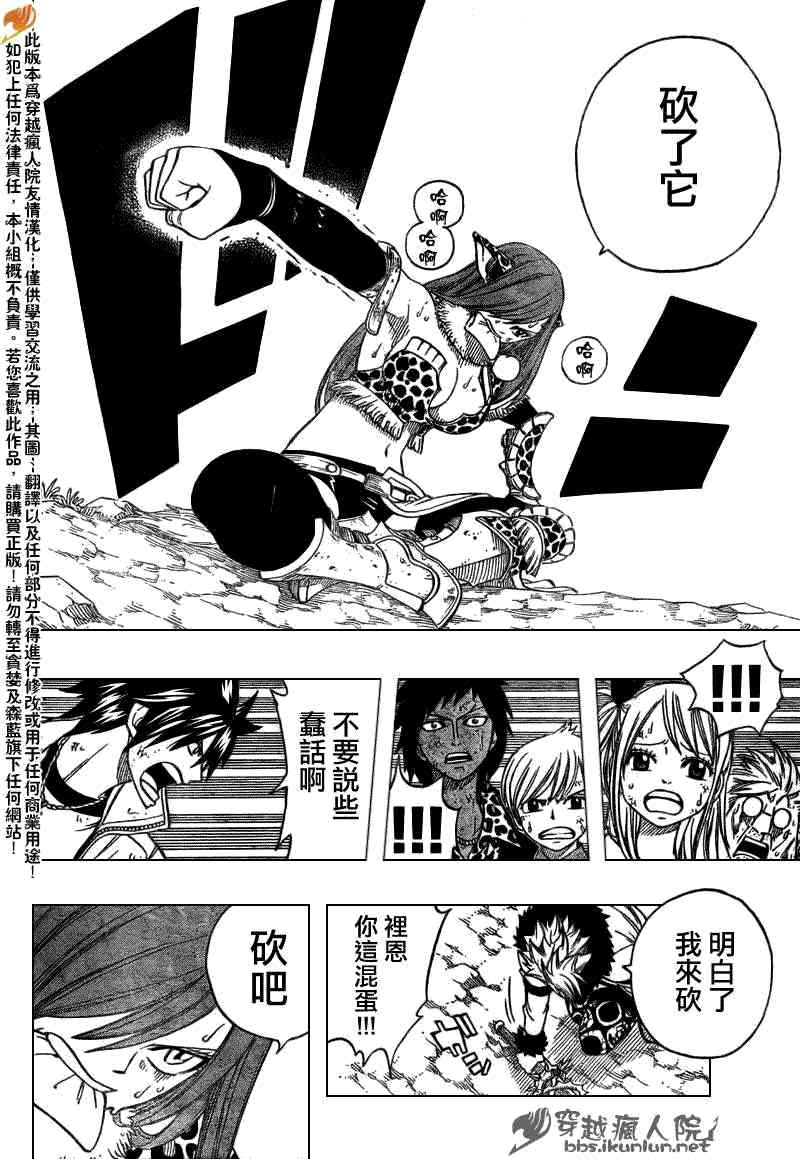 此版本爲穿越瘋人院友情漢化…僅供學習交流之用…其圖…翻譯以及任何部分不得進行修改或用于任何商業用途！
如犯上任何法律責任，本小組概不負責。若您喜歡此作品，請購買正版！請勿轉至貪婪及森藍旗下任何網站！
砍了它
哈
啊
哈
啊
哈
啊
ドン
!!!
!!!
不要說些
蠢話啊
明白了
我來砍
裡恩
你這混蛋!!!
砍吧
穿越瘋人院
bbs.ikunlun.net